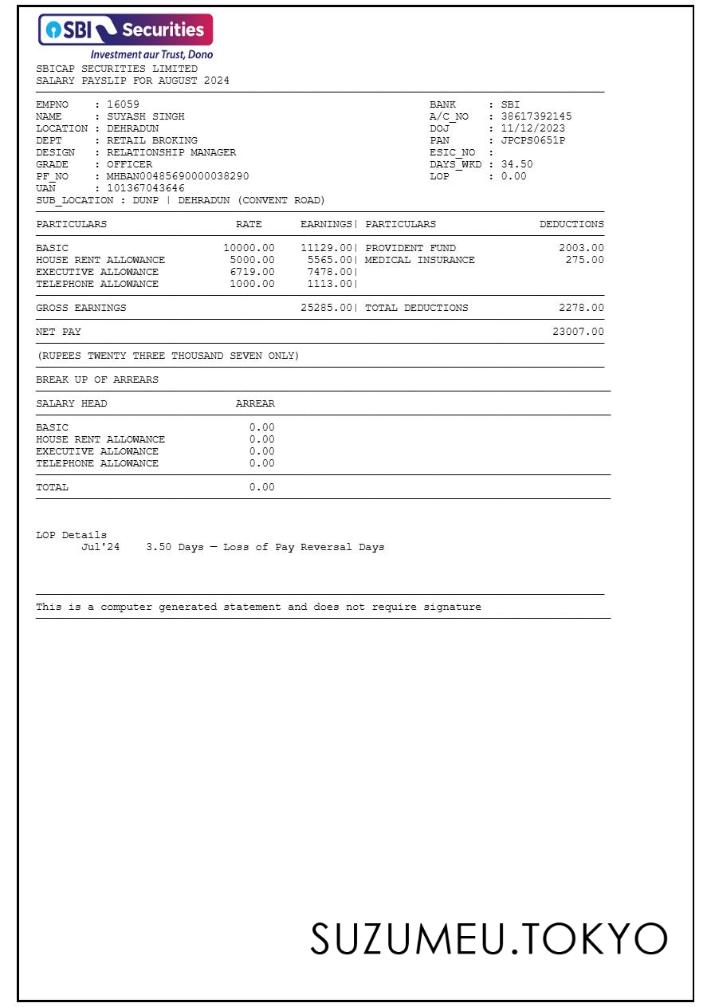 SBI Securities
Investment aur Trust, Dono
SBICAP SECURITIES LIMITED
SALARY PAYSLIP FOR AUGUST 2024
EMPNO : 16059 BANK : SBI
NAME : SUYASH SINGH A/C_NO : 38617392145
LOCATION : DEHRADUN DOJ : 11/12/2023
DEPT : RETAIL BROKING PAN : JPCPS0651P
DESIGN : RELATIONSHIP MANAGER ESIC_NO :
GRADE : OFFICER DAYS_WKD : 34.50
PF_NO : MHBAN00485690000038290 LOP : 0.00
UAN : 101367043646
SUB_LOCATION : DUNP | DEHRADUN (CONVENT ROAD)
PARTICULARS RATE EARNINGS| PARTICULARS DEDUCTIONS
BASIC 10000.00 11129.00| PROVIDENT FUND 2003.00
HOUSE RENT ALLOWANCE 5000.00 5565.00| MEDICAL INSURANCE 275.00
EXECUTIVE ALLOWANCE 6719.00 7478.00|
TELEPHONE ALLOWANCE 1000.00 1113.00|
GROSS EARNINGS 25285.00| TOTAL DEDUCTIONS 2278.00
NET PAY 23007.00
(RUPEES TWENTY THREE THOUSAND SEVEN ONLY)
BREAK UP OF ARREARS
SALARY HEAD ARREAR
BASIC 0.00
HOUSE RENT ALLOWANCE 0.00
EXECUTIVE ALLOWANCE 0.00
TELEPHONE ALLOWANCE 0.00
TOTAL 0.00
LOP Details
Jul'24 3.50 Days — Loss of Pay Reversal Days
This is a computer generated statement and does not require signature
SUZUMEU.TOKYO